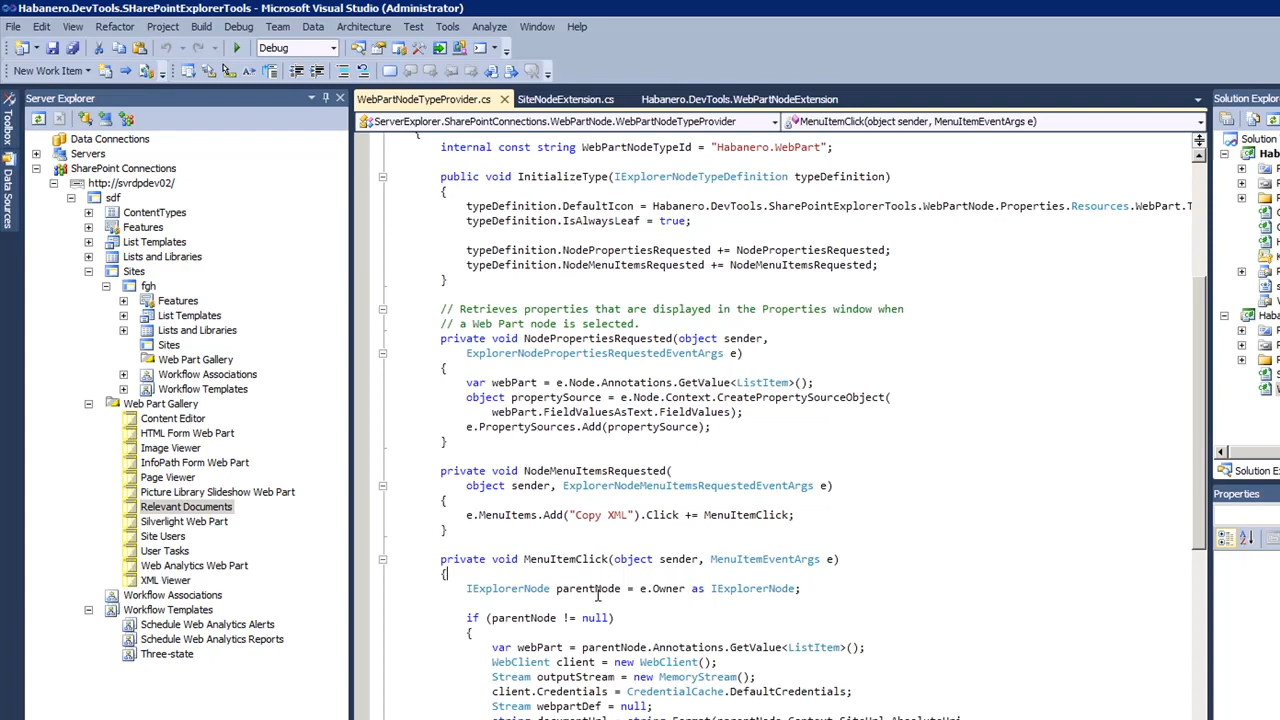 Habanero.DevTools.SHarePointExplorerTools - Microsoft Visual Studio (Administrator)
File Edit View Refactor Project Build Debug Team Data Architecture Test Tools Analyze Window Help
Debug
New Work Item
Server Explorer
Toolbox
Data Sources
Data Connections
Servers
SharePoint Connections
http://svrdpdev02/
sdf
ContentTypes
Features
List Templates
Lists and Libraries
Sites
fgh
Features
List Templates
Lists and Libraries
Sites
Web Part Gallery
Workflow Associations
Workflow Templates
Web Part Gallery
Content Editor
HTML Form Web Part
Image Viewer
InfoPath Form Web Part
Page Viewer
Picture Library Slideshow Web Part
Relevant Documents
Silverlight Web Part
Site Users
User Tasks
Web Analytics Web Part
XML Viewer
Workflow Associations
Workflow Templates
Schedule Web Analytics Alerts
Schedule Web Analytics Reports
Three-state
WebPartNodeTypeProvider.cs SiteNodeExtension.cs Habanero.DevTools.WebPartNodeExtension
ServerExplorer.SharePointConnections.WebPartNode.WebPartNodeTypeProvider MenuItemClick(object sender, MenuItemEventArgs e)
{
internal const string WebPartNodeTypeId = "Habanero.WebPart";
public void InitializeType(IExplorerNodeTypeDefinition typeDefinition)
{
typeDefinition.DefaultIcon = Habanero.DevTools.SharePointExplorerTools.WebPartNode.Properties.Resources.WebPart.T
typeDefinition.IsAlwaysLeaf = true;
typeDefinition.NodePropertiesRequested += NodePropertiesRequested;
typeDefinition.NodeMenuItemsRequested += NodeMenuItemsRequested;
}
// Retrieves properties that are displayed in the Properties window when
// a Web Part node is selected.
private void NodePropertiesRequested(object sender,
ExplorerNodePropertiesRequestedEventArgs e)
{
var webPart = e.Node.Annotations.GetValue<ListItem>();
object propertySource = e.Node.Context.CreatePropertySourceObject(
webPart.FieldValuesAsText.FieldValues);
e.PropertySources.Add(propertySource);
}
private void NodeMenuItemsRequested(
object sender, ExplorerNodeMenuItemsRequestedEventArgs e)
{
e.MenuItems.Add("Copy XML").Click += MenuItemClick;
}
private void MenuItemClick(object sender, MenuItemEventArgs e)
{
IExplorerNode parentNode = e.Owner as IExplorerNode;
if (parentNode != null)
{
var webPart = parentNode.Annotations.GetValue<ListItem>();
WebClient client = new WebClient();
Stream outputStream = new MemoryStream();
client.Credentials = CredentialCache.DefaultCredentials;
Stream webpartDef = null;
Solution Explor
Solution
Hab
Haba
Solution Ex
Properties